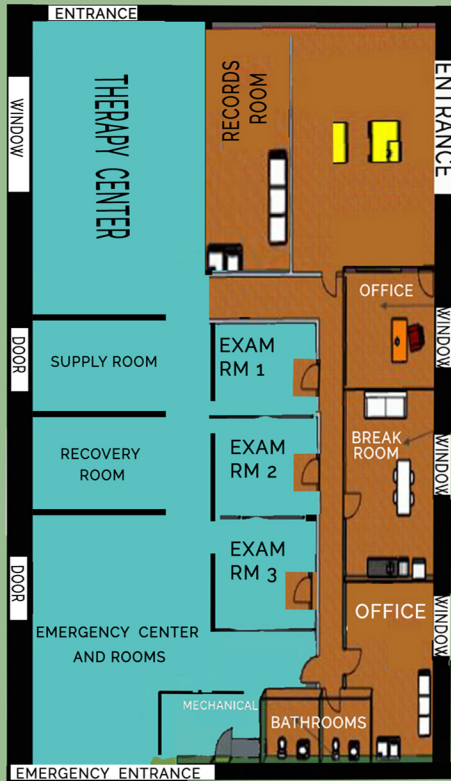 ENTRANCE
WINDOW
THERAPY CENTER
RECORDS
ROOM
ENTRANCE
OFFICE
WINDOW
DOOR
SUPPLY ROOM
EXAM
RM 1
BREAK
ROOM
WINDOW
RECOVERY
ROOM
EXAM
RM 2
DOOR
EXAM
RM 3
OFFICE
WINDOW
EMERGENCY CENTER
AND ROOMS
MECHANICAL
BATHROOMS
EMERGENCY ENTRANCE